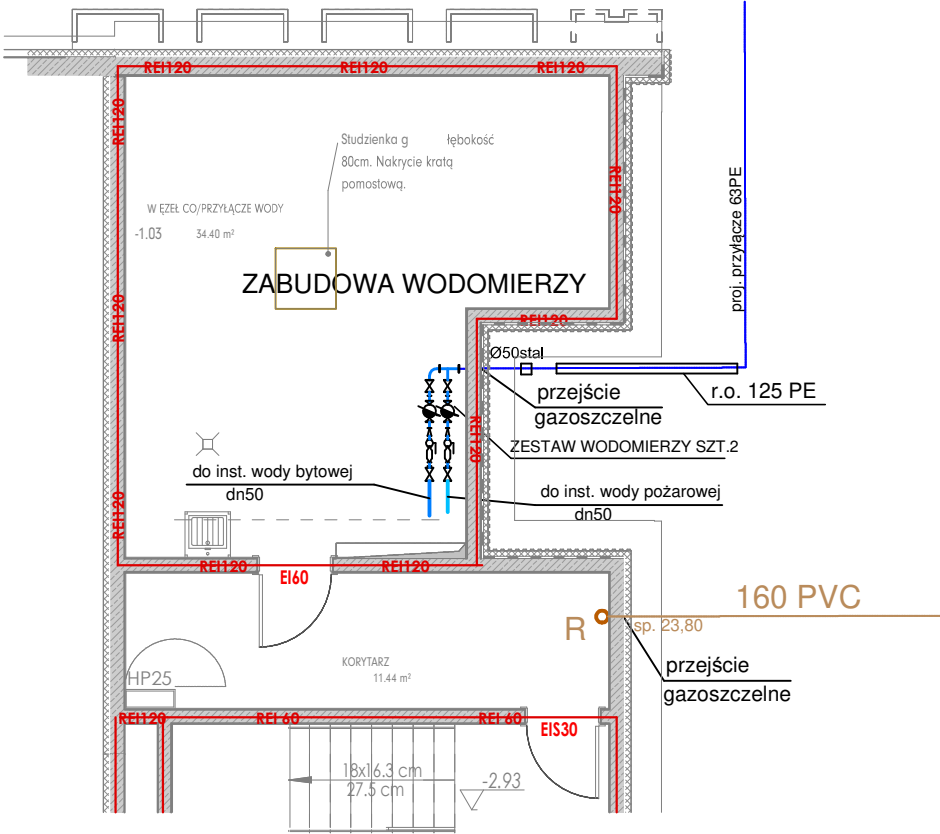 REI120 REI120 REI120
REI120
Studzienka g łębokość
80cm. Nakrycie kratą
pomostową.
REI120
proj. przyłącze 63PE
W ĘZEŁ CO/PRZYŁĄCZE WODY
-1.03 34.40 m²
ZABUDOWA WODOMIERZY
REI120
REI120
Ø50stal
przejście
gazoszczelne
r.o. 125 PE
REI120
ZESTAW WODOMIERZY SZT.2
do inst. wody bytowej
dn50
do inst. wody pożarowej
dn50
REI120
REI120 EI60 REI120
160 PVC
R
sp. 23,80
KORYTARZ
11.44 m²
HP25
przejście
gazoszczelne
REI120 REI 60 REI 60
EIS30
18x16.3 cm
27.5 cm
-2.93